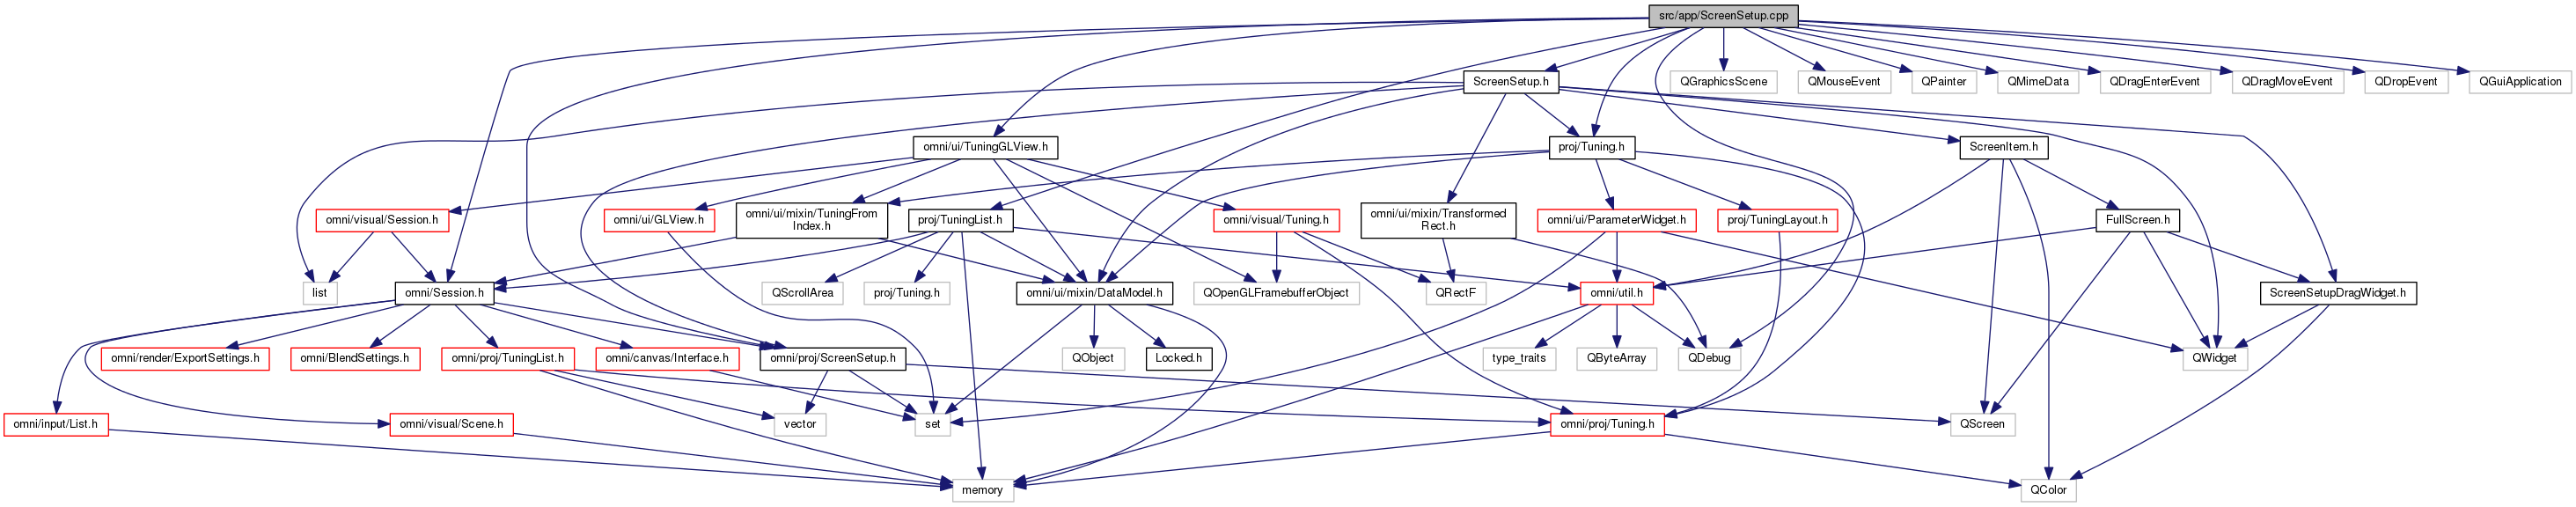 src/app/ScreenSetup.cpp
ScreenSetup.h
QGraphicsScene
QMouseEvent
QPainter
QMimeData
QDragEnterEvent
QDragMoveEvent
QDropEvent
QGuiApplication
omni/ui/TuningGLView.h
proj/Tuning.h
ScreenItem.h
omni/visual/Session.h
omni/ui/GLView.h
omni/ui/mixin/TuningFrom
Index.h
proj/TuningList.h
omni/visual/Tuning.h
omni/ui/mixin/Transformed
Rect.h
omni/ui/ParameterWidget.h
proj/TuningLayout.h
FullScreen.h
list
omni/Session.h
QScrollArea
proj/Tuning.h
omni/ui/mixin/DataModel.h
QOpenGLFramebufferObject
QRectF
omni/util.h
ScreenSetupDragWidget.h
omni/render/ExportSettings.h
omni/BlendSettings.h
omni/proj/TuningList.h
omni/canvas/Interface.h
omni/proj/ScreenSetup.h
QObject
Locked.h
type_traits
QByteArray
QDebug
QWidget
omni/input/List.h
omni/visual/Scene.h
vector
set
omni/proj/Tuning.h
QScreen
memory
QColor